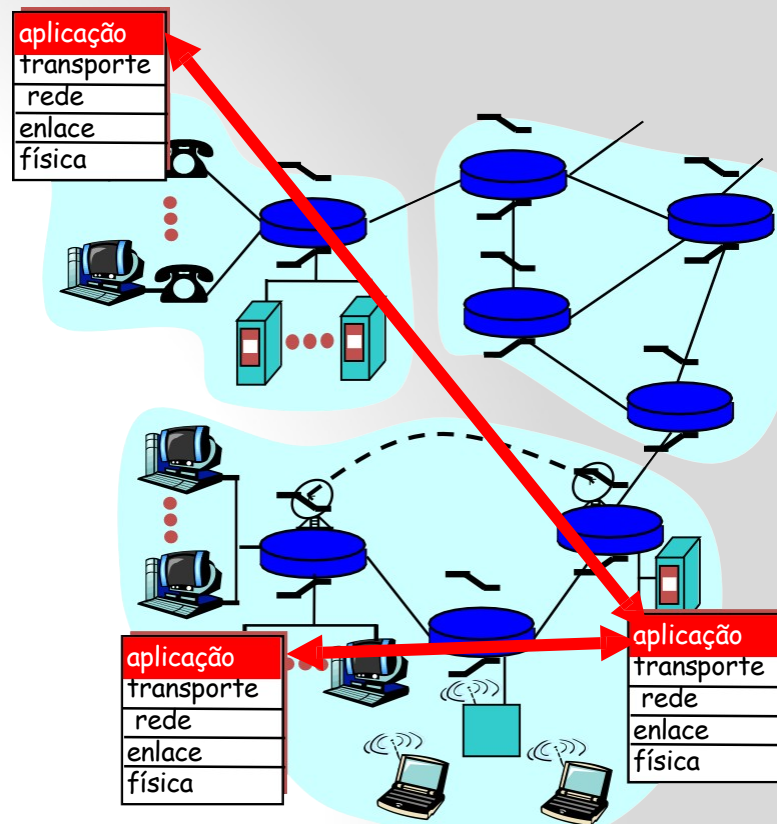 aplicação
transporte
rede
enlace
física
aplicação
transporte
rede
enlace
física
aplicação
transporte
rede
enlace
física